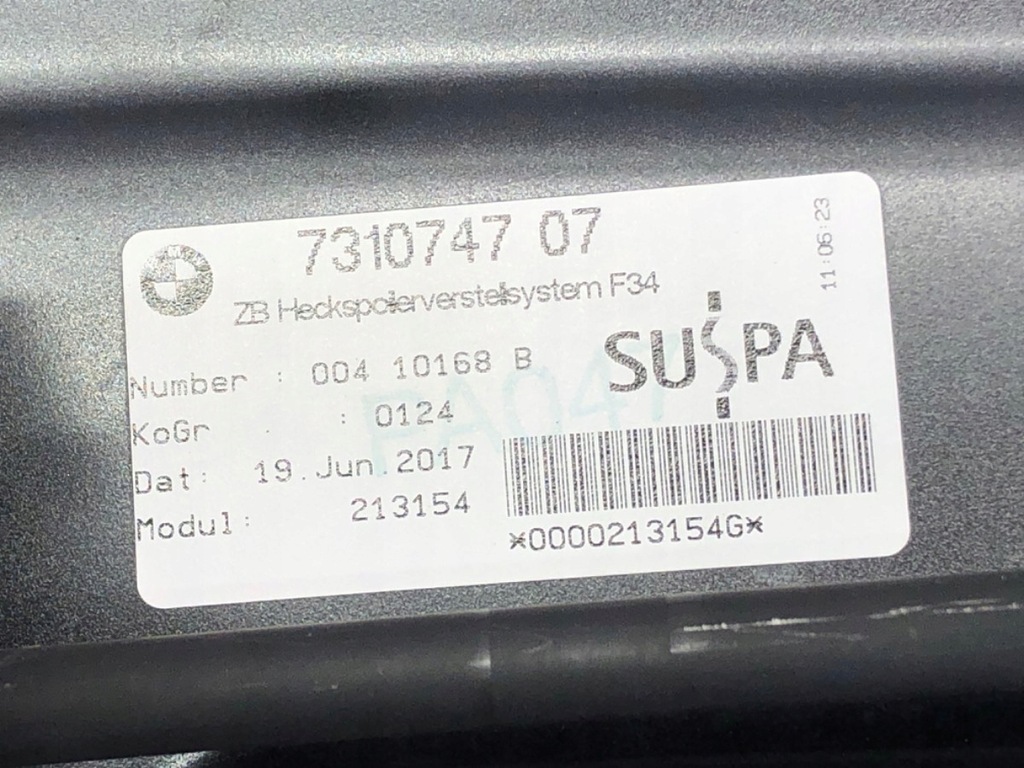 7310747 07
ZB Heckspoilerverstellsystem F34
11:06:23
SUSPA
Number : 004 10168 B
KoGr : 0124
Dat: 19.Jun.2017
Modul: 213154
*0000213154G*
PA047